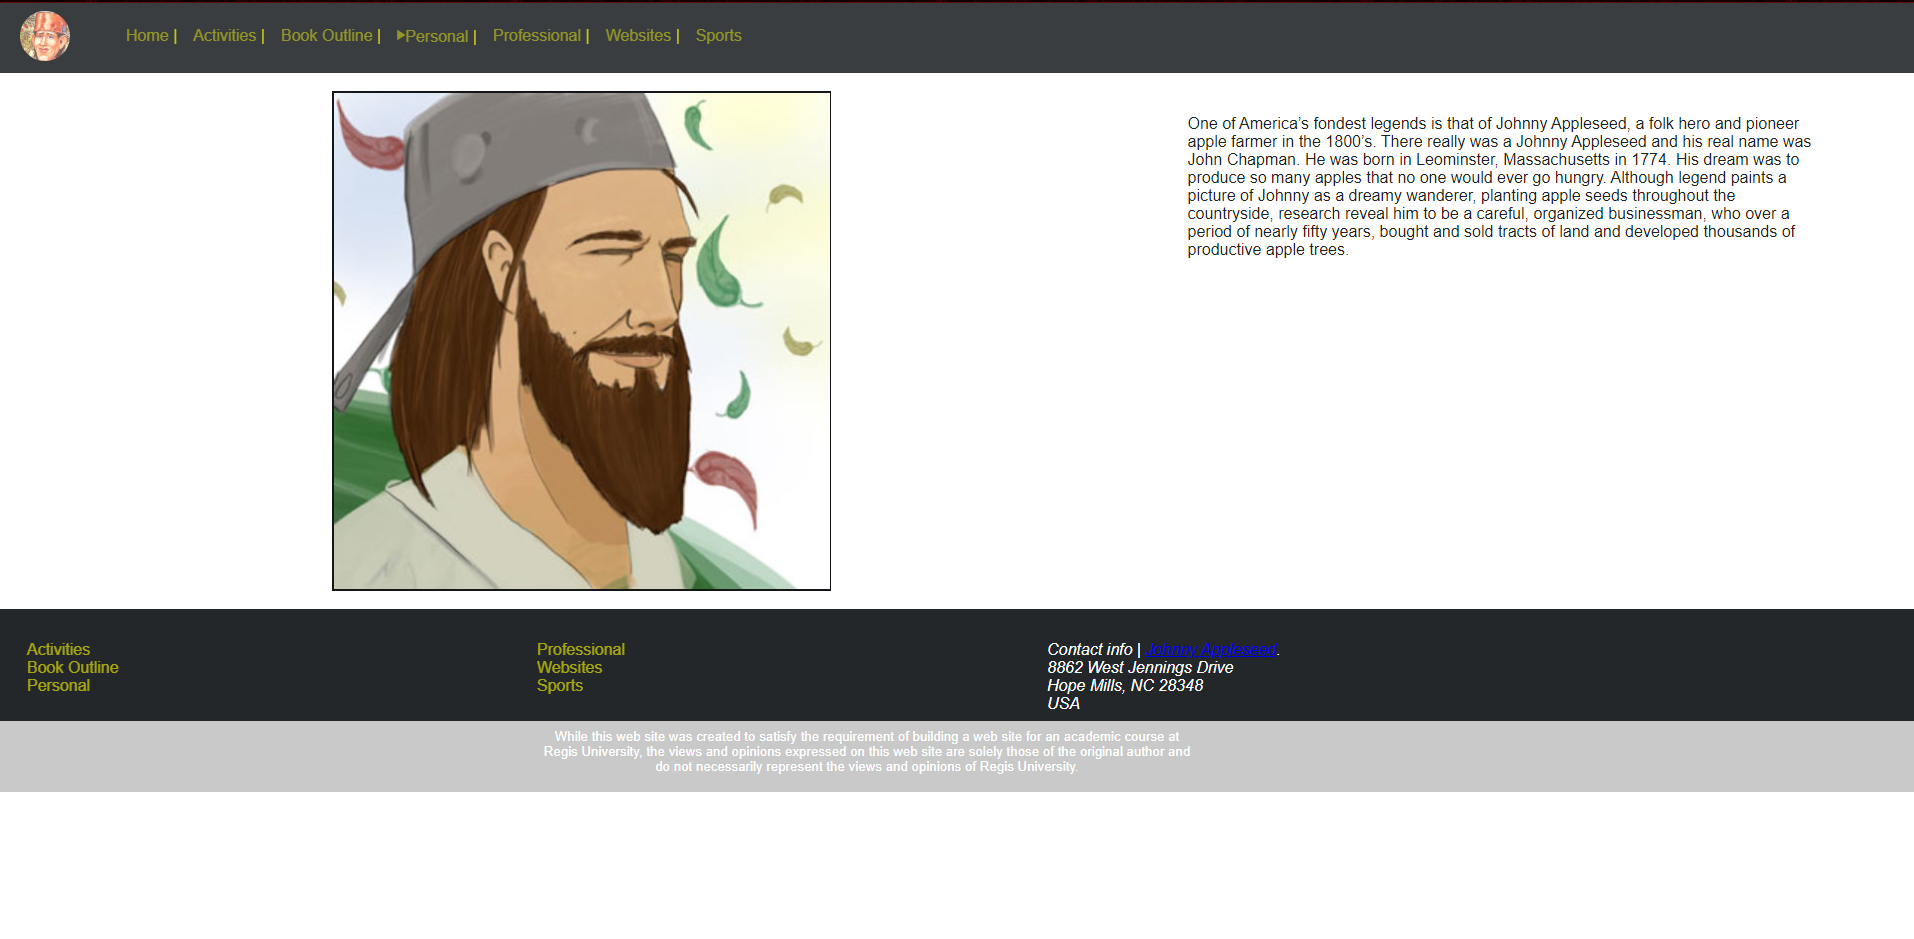 Home | Activities | Book Outline | Personal | Professional | Websites | Sports
One of America's fondest legends is that of Johnny Appleseed, a folk hero and pioneer
apple farmer in the 1800's. There really was a Johnny Appleseed and his real name was
John Chapman. He was born in Leominster, Massachusetts in 1774. His dream was to
produce so many apples that no one would ever go hungry. Although legend paints a
picture of Johnny as a dreamy wanderer, planting apple seeds throughout the
countryside, research reveal him to be a careful, organized businessman, who over a
period of nearly fifty years, bought and sold tracts of land and developed thousands of
productive apple trees.
Activities
Book Outline
Personal
Professional
Websites
Sports
Contact info | Johnny Appleseed.
8862 West Jennings Drive
Hope Mills, NC 28348
USA
While this web site was created to satisfy the requirement of building a web site for an academic course at
Regis University, the views and opinions expressed on this web site are solely those of the original author and
do not necessarily represent the views and opinions of Regis University.